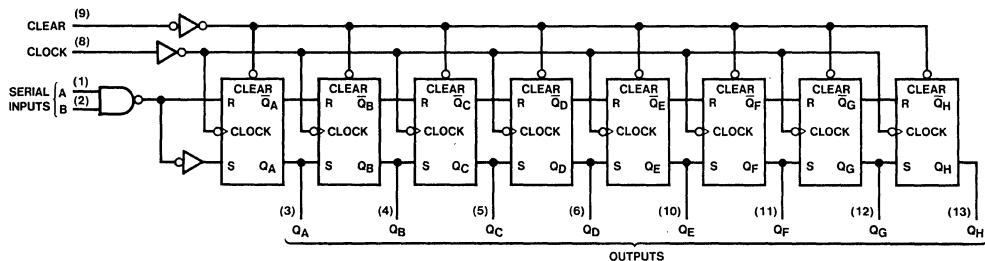 CLEAR (9)
CLOCK (8)
SERIAL INPUTS { A (1)
B (2)
CLEAR CLEAR CLEAR CLEAR CLEAR CLEAR CLEAR CLEAR
R Q̅A R Q̅B R Q̅C R Q̅D R Q̅E R Q̅F R Q̅G R Q̅H
CLOCK CLOCK CLOCK CLOCK CLOCK CLOCK CLOCK CLOCK
S QA S QB S QC S QD S QE S QF S QG S QH
(3) (4) (5) (6) (10) (11) (12) (13)
QA QB QC QD QE QF QG QH
OUTPUTS